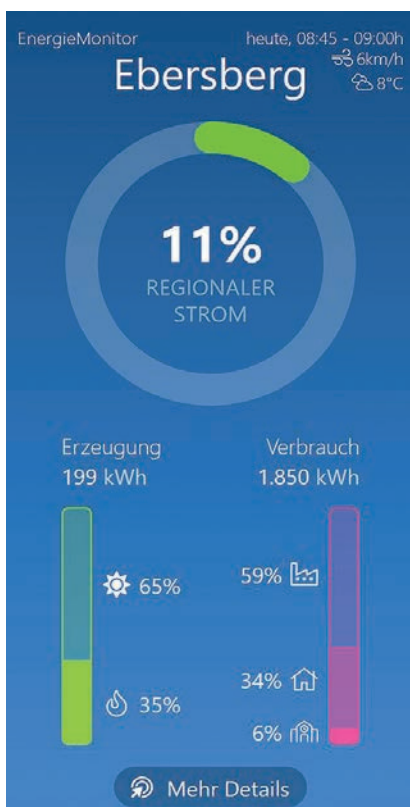 EnergieMonitor
heute, 08:45 - 09:00h
6km/h
Ebersberg
8°C
11%
REGIONALER
STROM
Erzeugung
199 kWh
Verbrauch
1.850 kWh
65%
59%
34%
35%
6%
Mehr Details